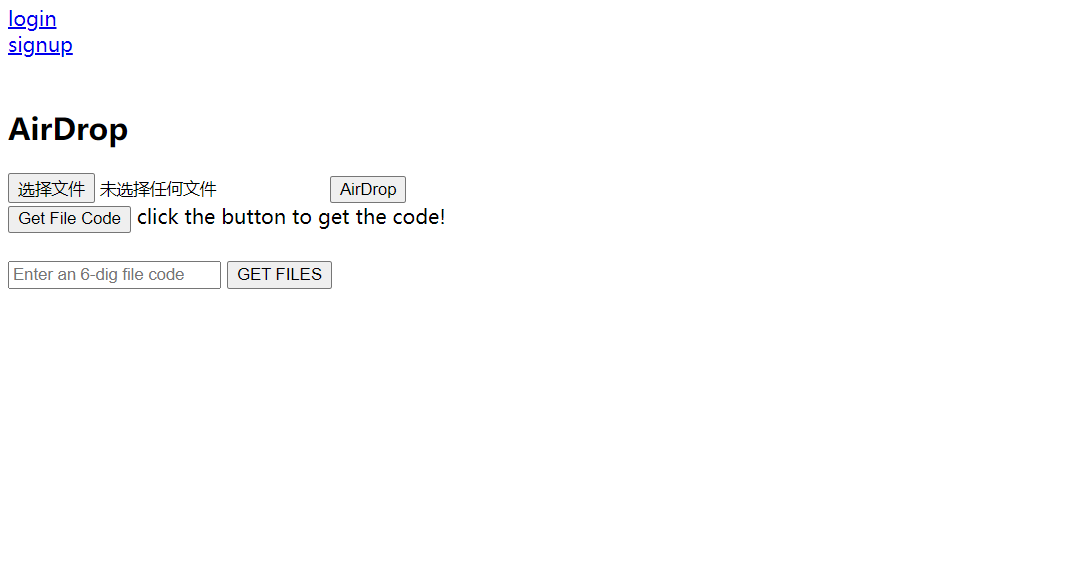 login
signup
AirDrop
选择文件 未选择任何文件 AirDrop
Get File Code click the button to get the code!
Enter an 6-dig file code GET FILES